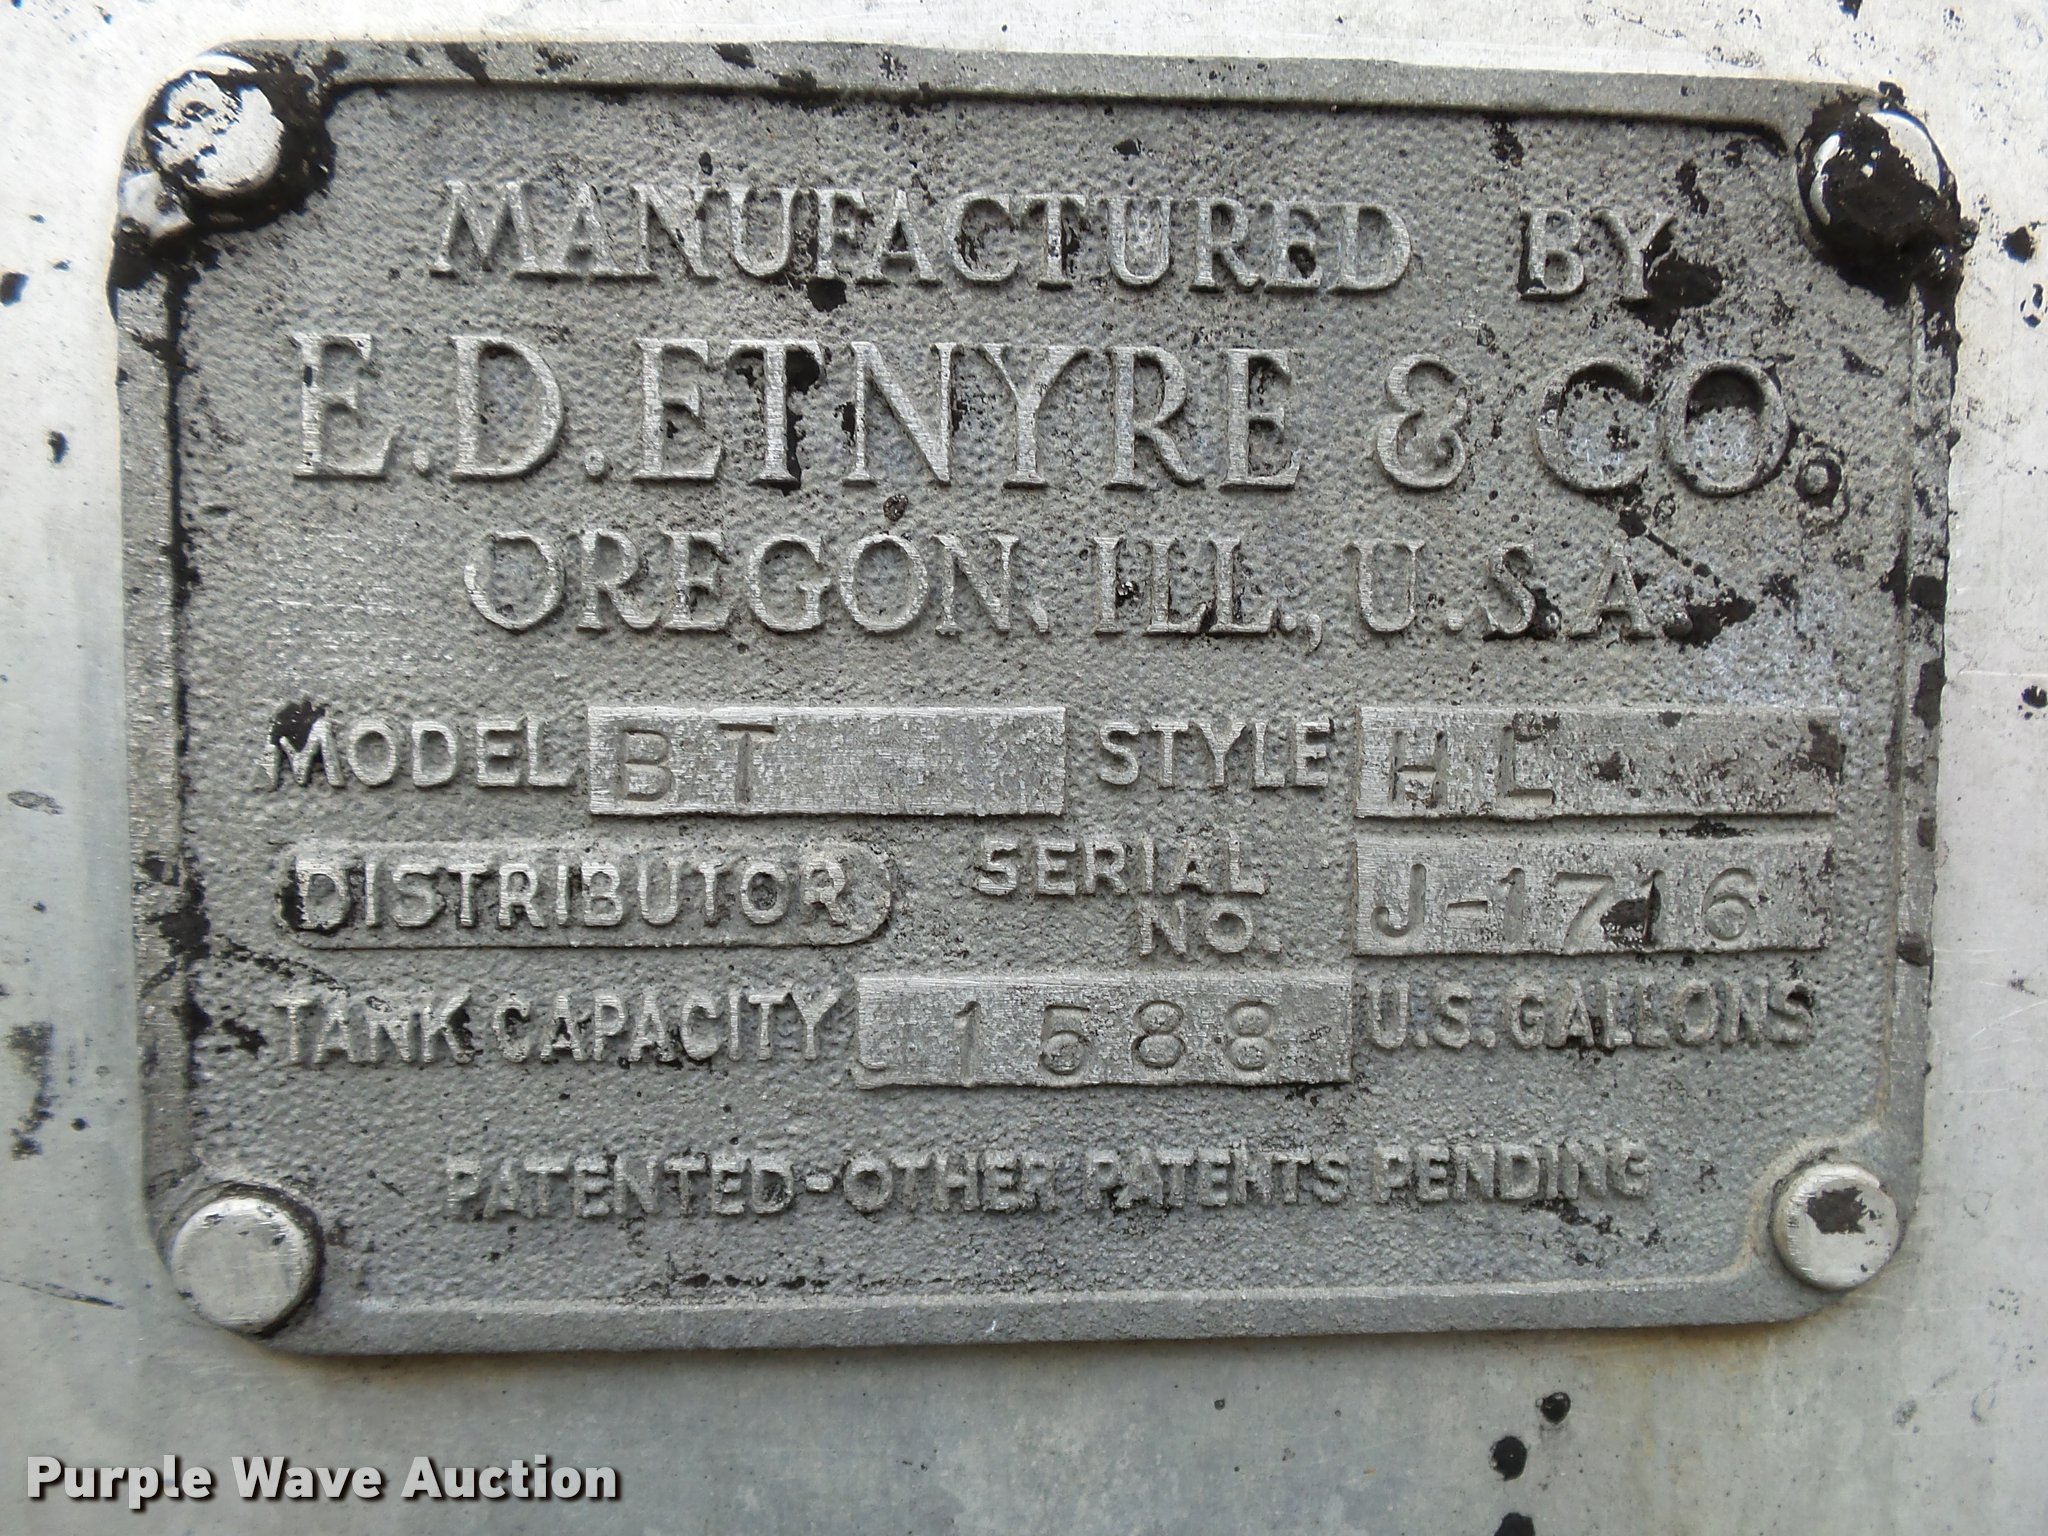 MANUFACTURED BY
E.D. ETNYRE & CO.
OREGON, ILL., U.S.A.
MODEL BT STYLE HL
DISTRIBUTOR SERIAL NO. J-1716
TANK CAPACITY 1588 U.S. GALLONS
PATENTED-OTHER PATENTS PENDING
Purple Wave Auction